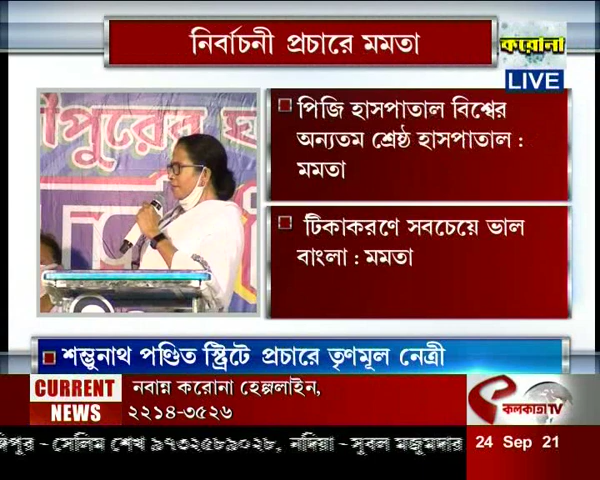 নির্বাচনী প্রচারে মমতা
করোনা
LIVE
পুরের ঘ
পিজি হাসপাতাল বিশ্বের
অন্যতম শ্রেষ্ঠ হাসপাতাল :
মমতা
টিকাকরণে সবচেয়ে ভাল
বাংলা : মমতা
শম্ভুনাথ পণ্ডিত স্ট্রিটে প্রচারে তৃণমূল নেত্রী
CURRENT
NEWS
নবান্ন করোনা হেল্পলাইন,
২২১৪-৩৫২৬
কলকাতা TV
পুর - সেলিম শেখ ৯৭৩২৫৮৯০২৮, নদিয়া - সুবল মজুমদার
24 Sep 21